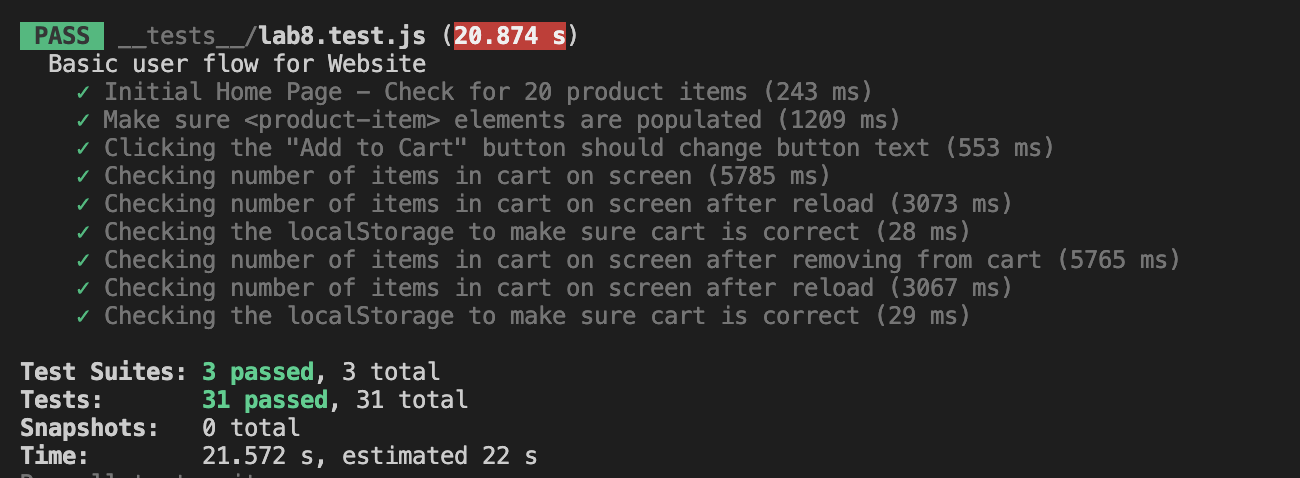 PASS __tests__/lab8.test.js (20.874 s)
Basic user flow for Website
✓ Initial Home Page – Check for 20 product items (243 ms)
✓ Make sure <product-item> elements are populated (1209 ms)
✓ Clicking the "Add to Cart" button should change button text (553 ms)
✓ Checking number of items in cart on screen (5785 ms)
✓ Checking number of items in cart on screen after reload (3073 ms)
✓ Checking the localStorage to make sure cart is correct (28 ms)
✓ Checking number of items in cart on screen after removing from cart (5765 ms)
✓ Checking number of items in cart on screen after reload (3067 ms)
✓ Checking the localStorage to make sure cart is correct (29 ms)
Test Suites: 3 passed, 3 total
Tests: 31 passed, 31 total
Snapshots: 0 total
Time: 21.572 s, estimated 22 s